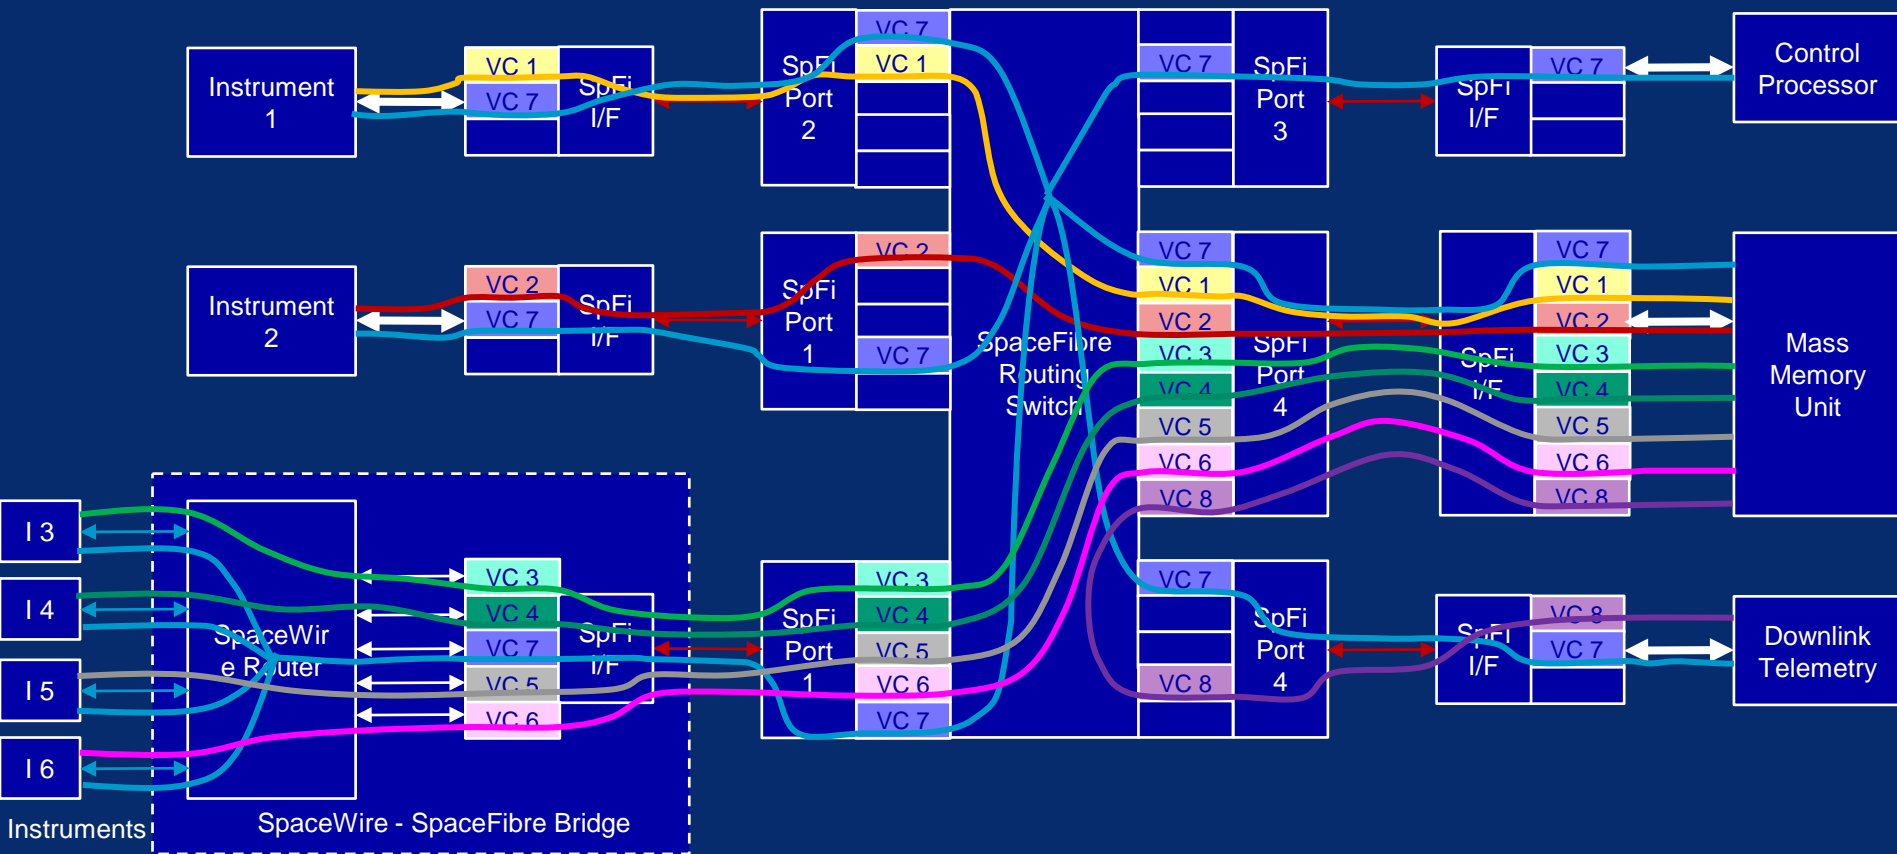 Instrument
1
VC 1
VC 7
SpFi
I/F
SpFi
Port
2
VC 7
VC 1
VC 7
SpFi
Port
3
SpFi
I/F
VC 7
Control
Processor
Instrument
2
VC 2
VC 7
SpFi
I/F
SpFi
Port
1
VC 2
VC 7
SpaceFibre
Routing
Switch
VC 7
VC 1
VC 2
VC 3
VC 4
VC 5
VC 6
VC 8
SpFi
Port
4
SpFi
I/F
VC 7
VC 1
VC 2
VC 3
VC 4
VC 5
VC 6
VC 8
Mass
Memory
Unit
I 3
I 4
I 5
I 6
Instruments
SpaceWir
e Router
VC 3
VC 4
VC 7
VC 5
VC 6
SpFi
I/F
SpaceWire - SpaceFibre Bridge
SpFi
Port
1
VC 3
VC 4
VC 5
VC 6
VC 7
VC 7
VC 8
SpFi
Port
4
SpFi
I/F
VC 8
VC 7
Downlink
Telemetry